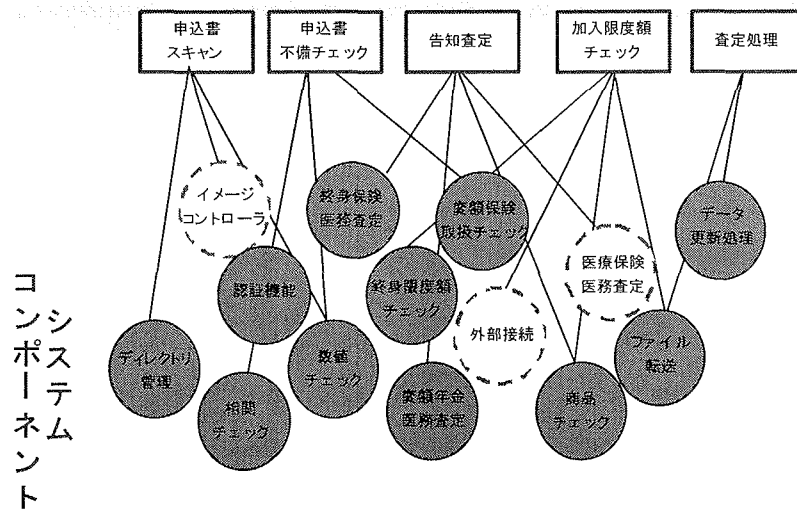 申込書
スキャン
申込書
不備チェック
告知査定
加入限度額
チェック
査定処理
イメージ
コントローラ
終身保険
医務査定
変額保険
取扱チェック
データ
更新処理
認証機能
終身限度額
チェック
医療保険
医務査定
外部接続
ディレクトリ
管理
数値
チェック
ファイル
転送
相関
チェック
変額年金
医務査定
商品
チェック
システム
コンポーネント